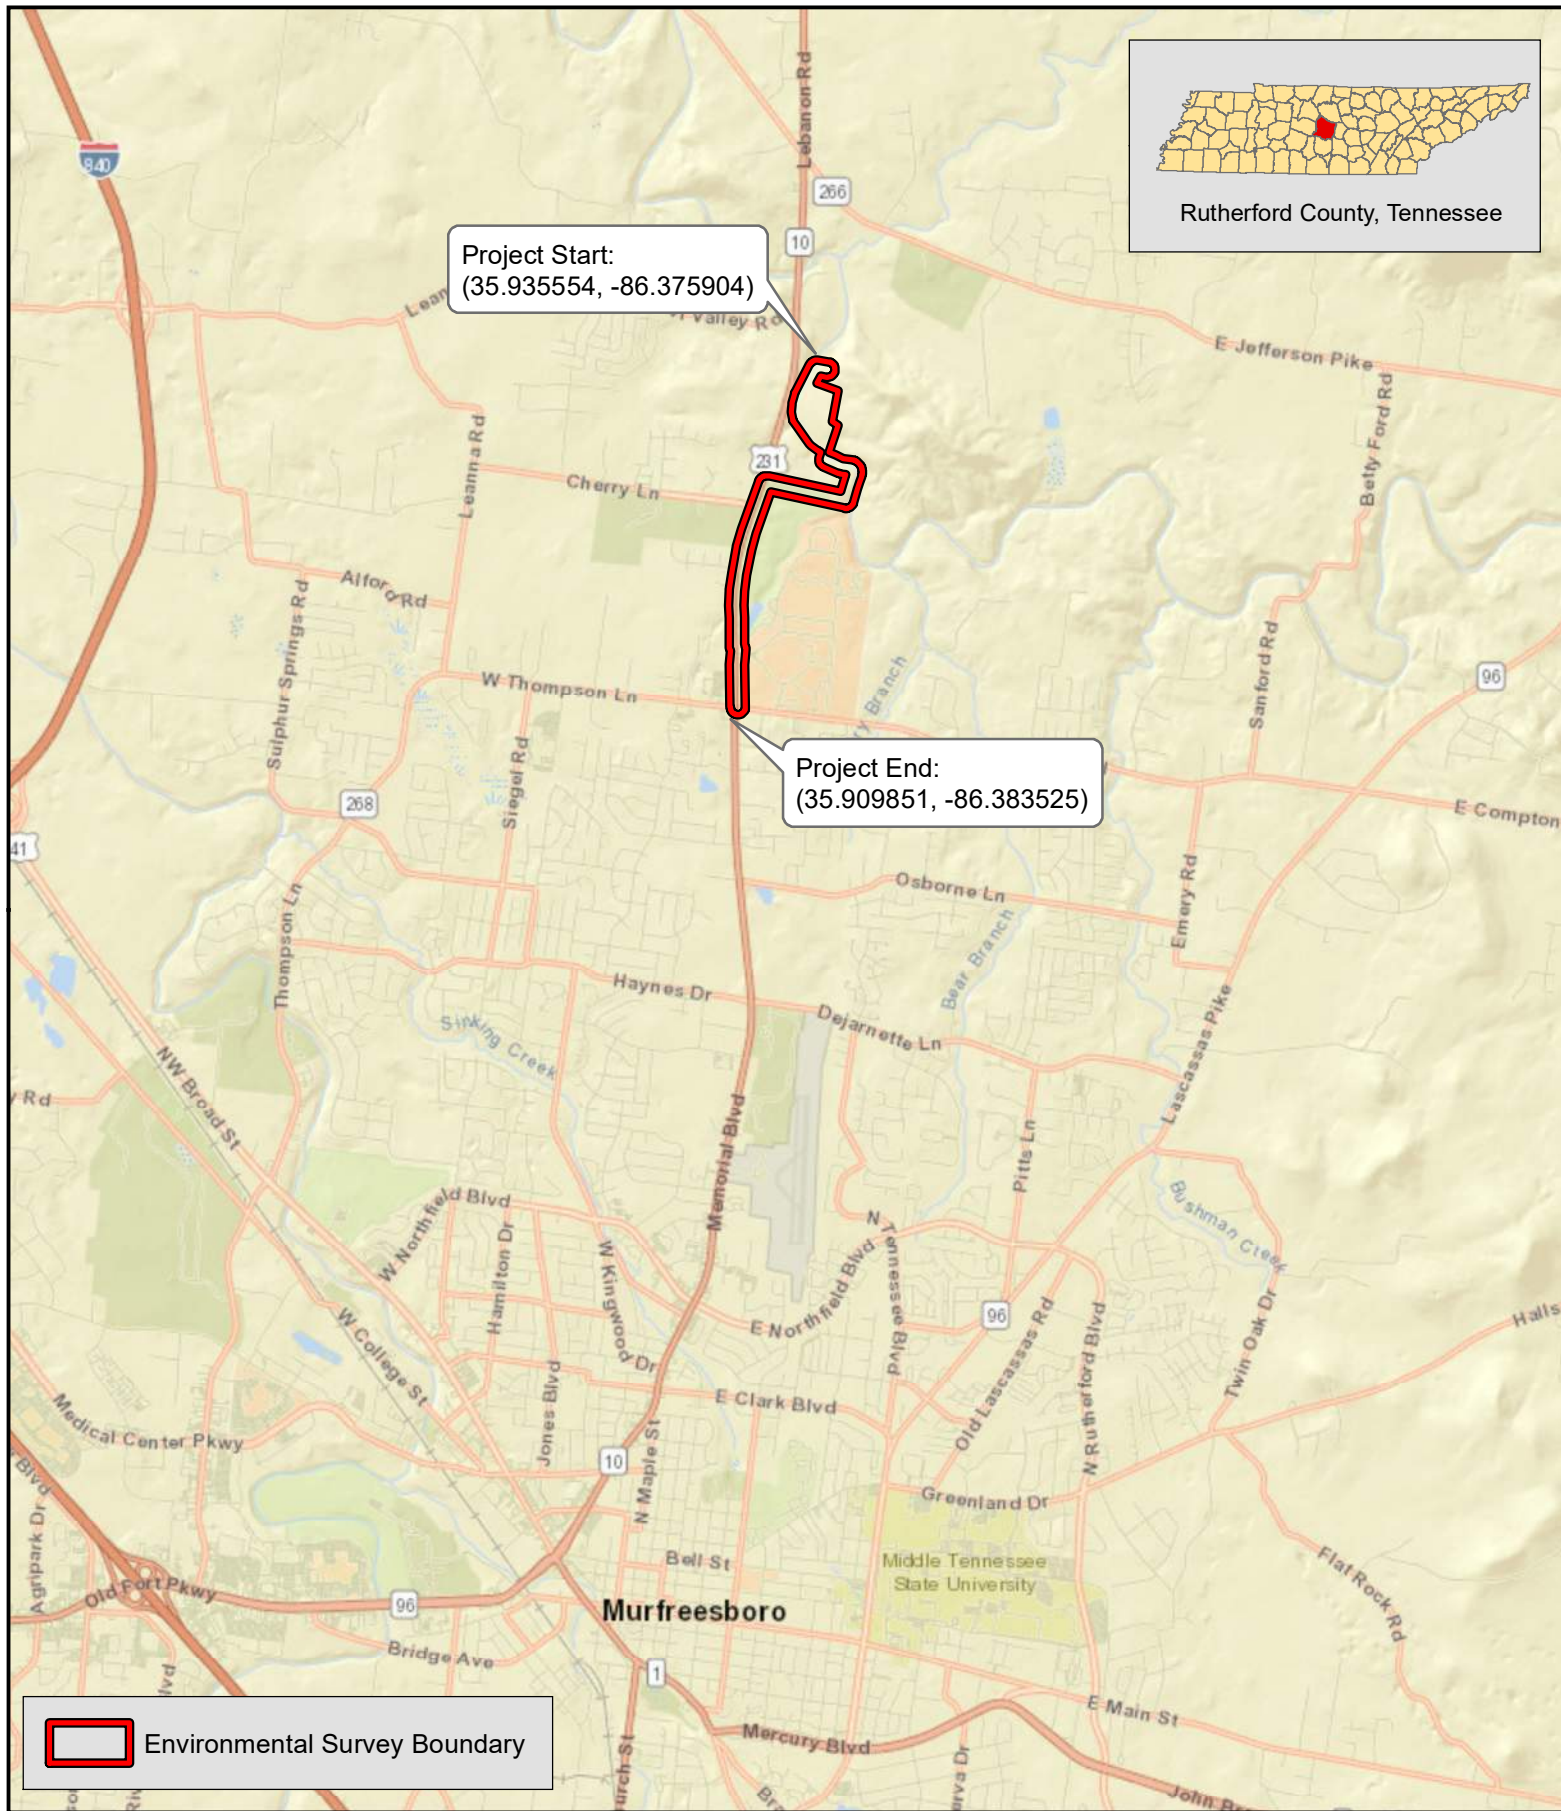 Lebanon Rd
840
266
Rutherford County, Tennessee
10
Project Start:
(35.935554, -86.375904)
Valley Rd
E Jefferson Pike
Betty Ford Rd
Leanna Rd
231
Cherry Ln
Alford Rd
Sulphur Springs Rd
W Thompson Ln
Sanford Rd
96
Siegel Rd
Project End:
(35.909851, -86.383525)
268
E Compton
41
Osborne Ln
Emery Rd
Thompson Ln
Bear Branch
Haynes Dr
Dejarnette Ln
Sinking Creek
Lascassas Pike
NW Broad St
Rd
Memorial Blvd
Pitts Ln
Bushman Creek
W Northfield Blvd
Hamilton Dr
W Kingwood Dr
N Tennessee Blvd
E Northfield Blvd
96
Old Lascassas Rd
N Rutherford Blvd
Twin Oak Dr
Halls
W College St
Jones Blvd
E Clark Blvd
Medical Center Pkwy
Blvd
10
N Maple St
Greenland Dr
Agripark Dr
Bell St
Middle Tennessee
State University
Flat Rock Rd
Old Fort Pkwy
96
Murfreesboro
Bridge Ave
1
E Main St
Mercury Blvd
Environmental Survey Boundary
John Br